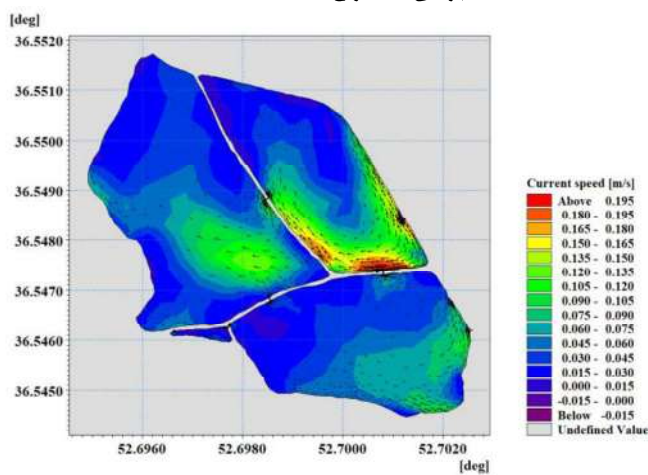 [deg]
36.5520
36.5510
36.5500
36.5490
36.5480
36.5470
36.5460
36.5450
52.6960
52.6980
52.7000
52.7020
[deg]
Current speed [m/s]
Above 0.195
0.180 - 0.195
0.165 - 0.180
0.150 - 0.165
0.135 - 0.150
0.120 - 0.135
0.105 - 0.120
0.090 - 0.105
0.075 - 0.090
0.060 - 0.075
0.045 - 0.060
0.030 - 0.045
0.015 - 0.030
0.000 - 0.015
-0.015 - 0.000
Below -0.015
Undefined Value